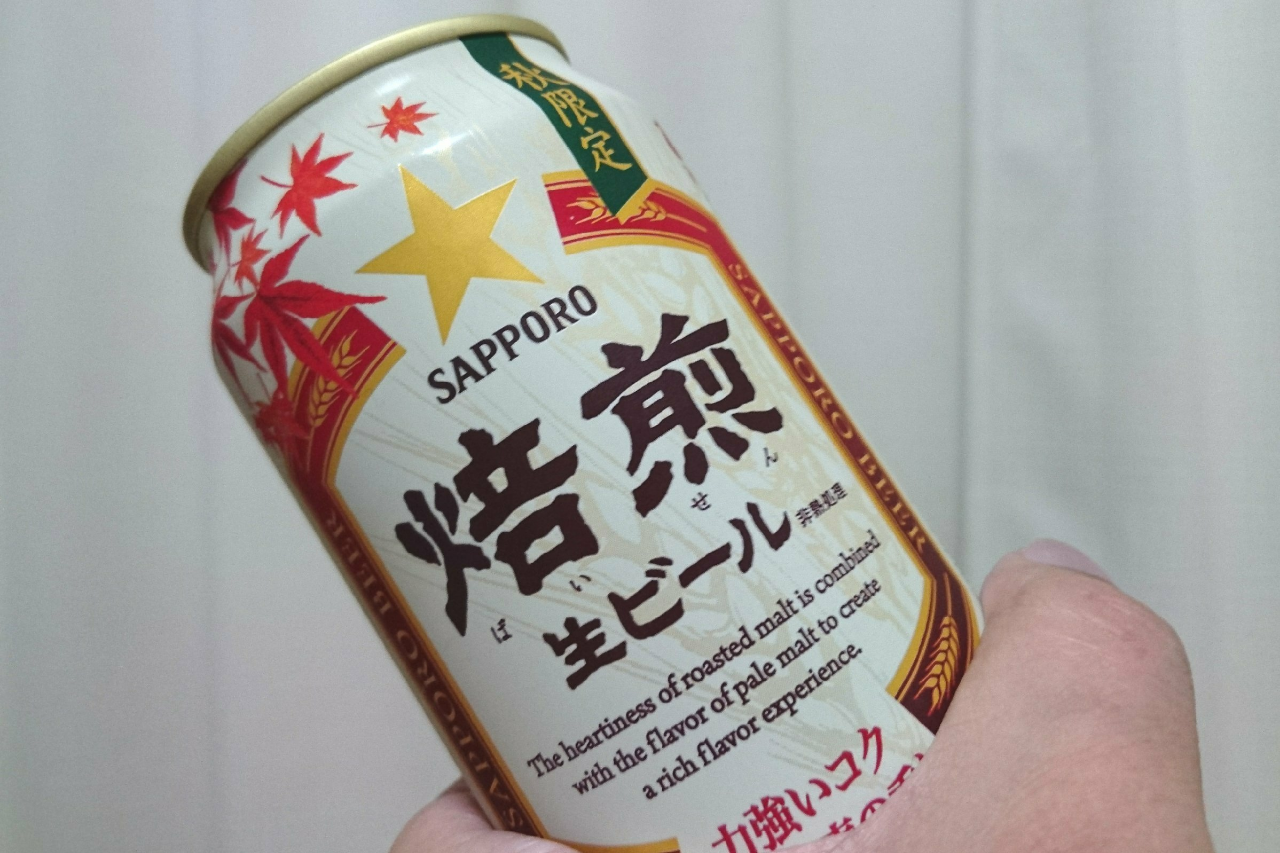 秋限定
SAPPORO
焙煎
ばいせん
生ビール
非熱処理
The heartiness of roasted malt is combined
with the flavor of pale malt to create
a rich flavor experience.
力強いコク
SAPPORO BEER
SAPPORO BEER